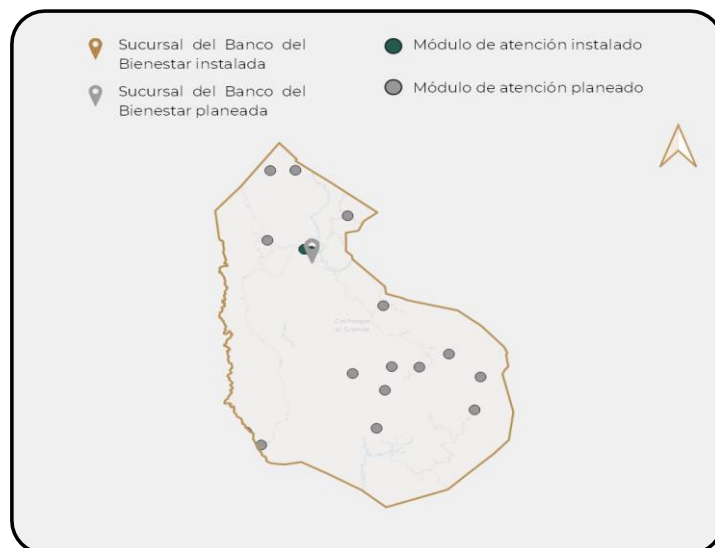 Sucursal del Banco del
Bienestar instalada
Sucursal del Banco del
Bienestar planeada
Módulo de atención instalado
Módulo de atención planeado